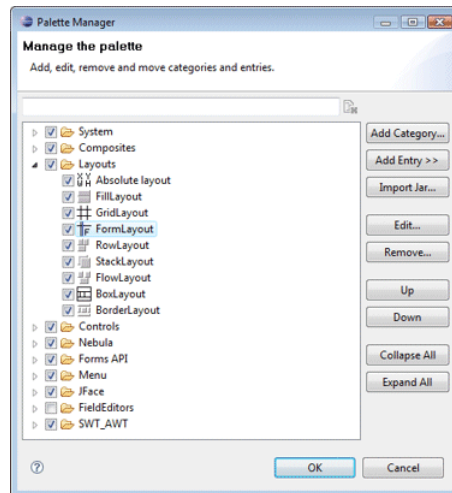 Palette Manager
Manage the palette
Add, edit, remove and move categories and entries.
System
Composites
Layouts
Absolute layout
FillLayout
GridLayout
FormLayout
RowLayout
StackLayout
FlowLayout
BoxLayout
BorderLayout
Controls
Nebula
Forms API
Menu
JFace
FieldEditors
SWT_AWT
Add Category...
Add Entry >>
Import Jar...
Edit...
Remove...
Up
Down
Collapse All
Expand All
?
OK
Cancel